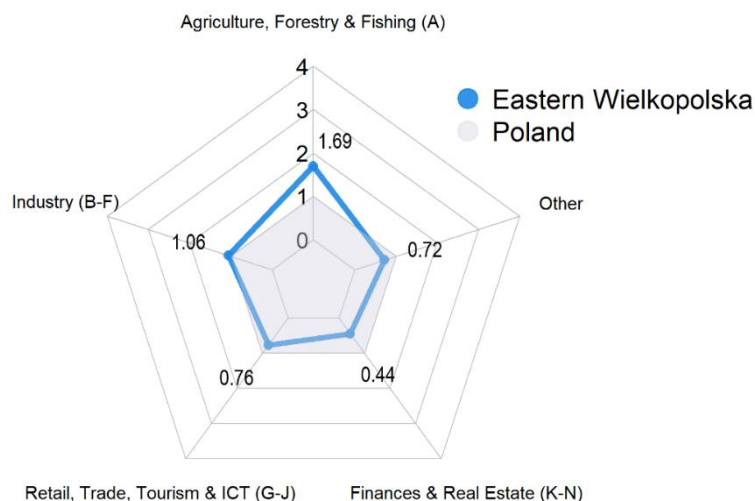 Agriculture, Forestry & Fishing (A)
4
3
2
1
0
1.69
Eastern Wielkopolska
Poland
Industry (B-F)
1.06
Other
0.72
0.76
0.44
Retail, Trade, Tourism & ICT (G-J)
Finances & Real Estate (K-N)